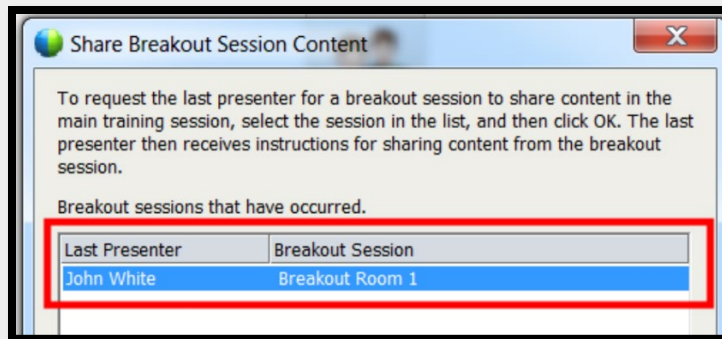 Share Breakout Session Content
To request the last presenter for a breakout session to share content in the
main training session, select the session in the list, and then click OK. The last
presenter then receives instructions for sharing content from the breakout
session.
Breakout sessions that have occurred.
Last Presenter Breakout Session
John White Breakout Room 1